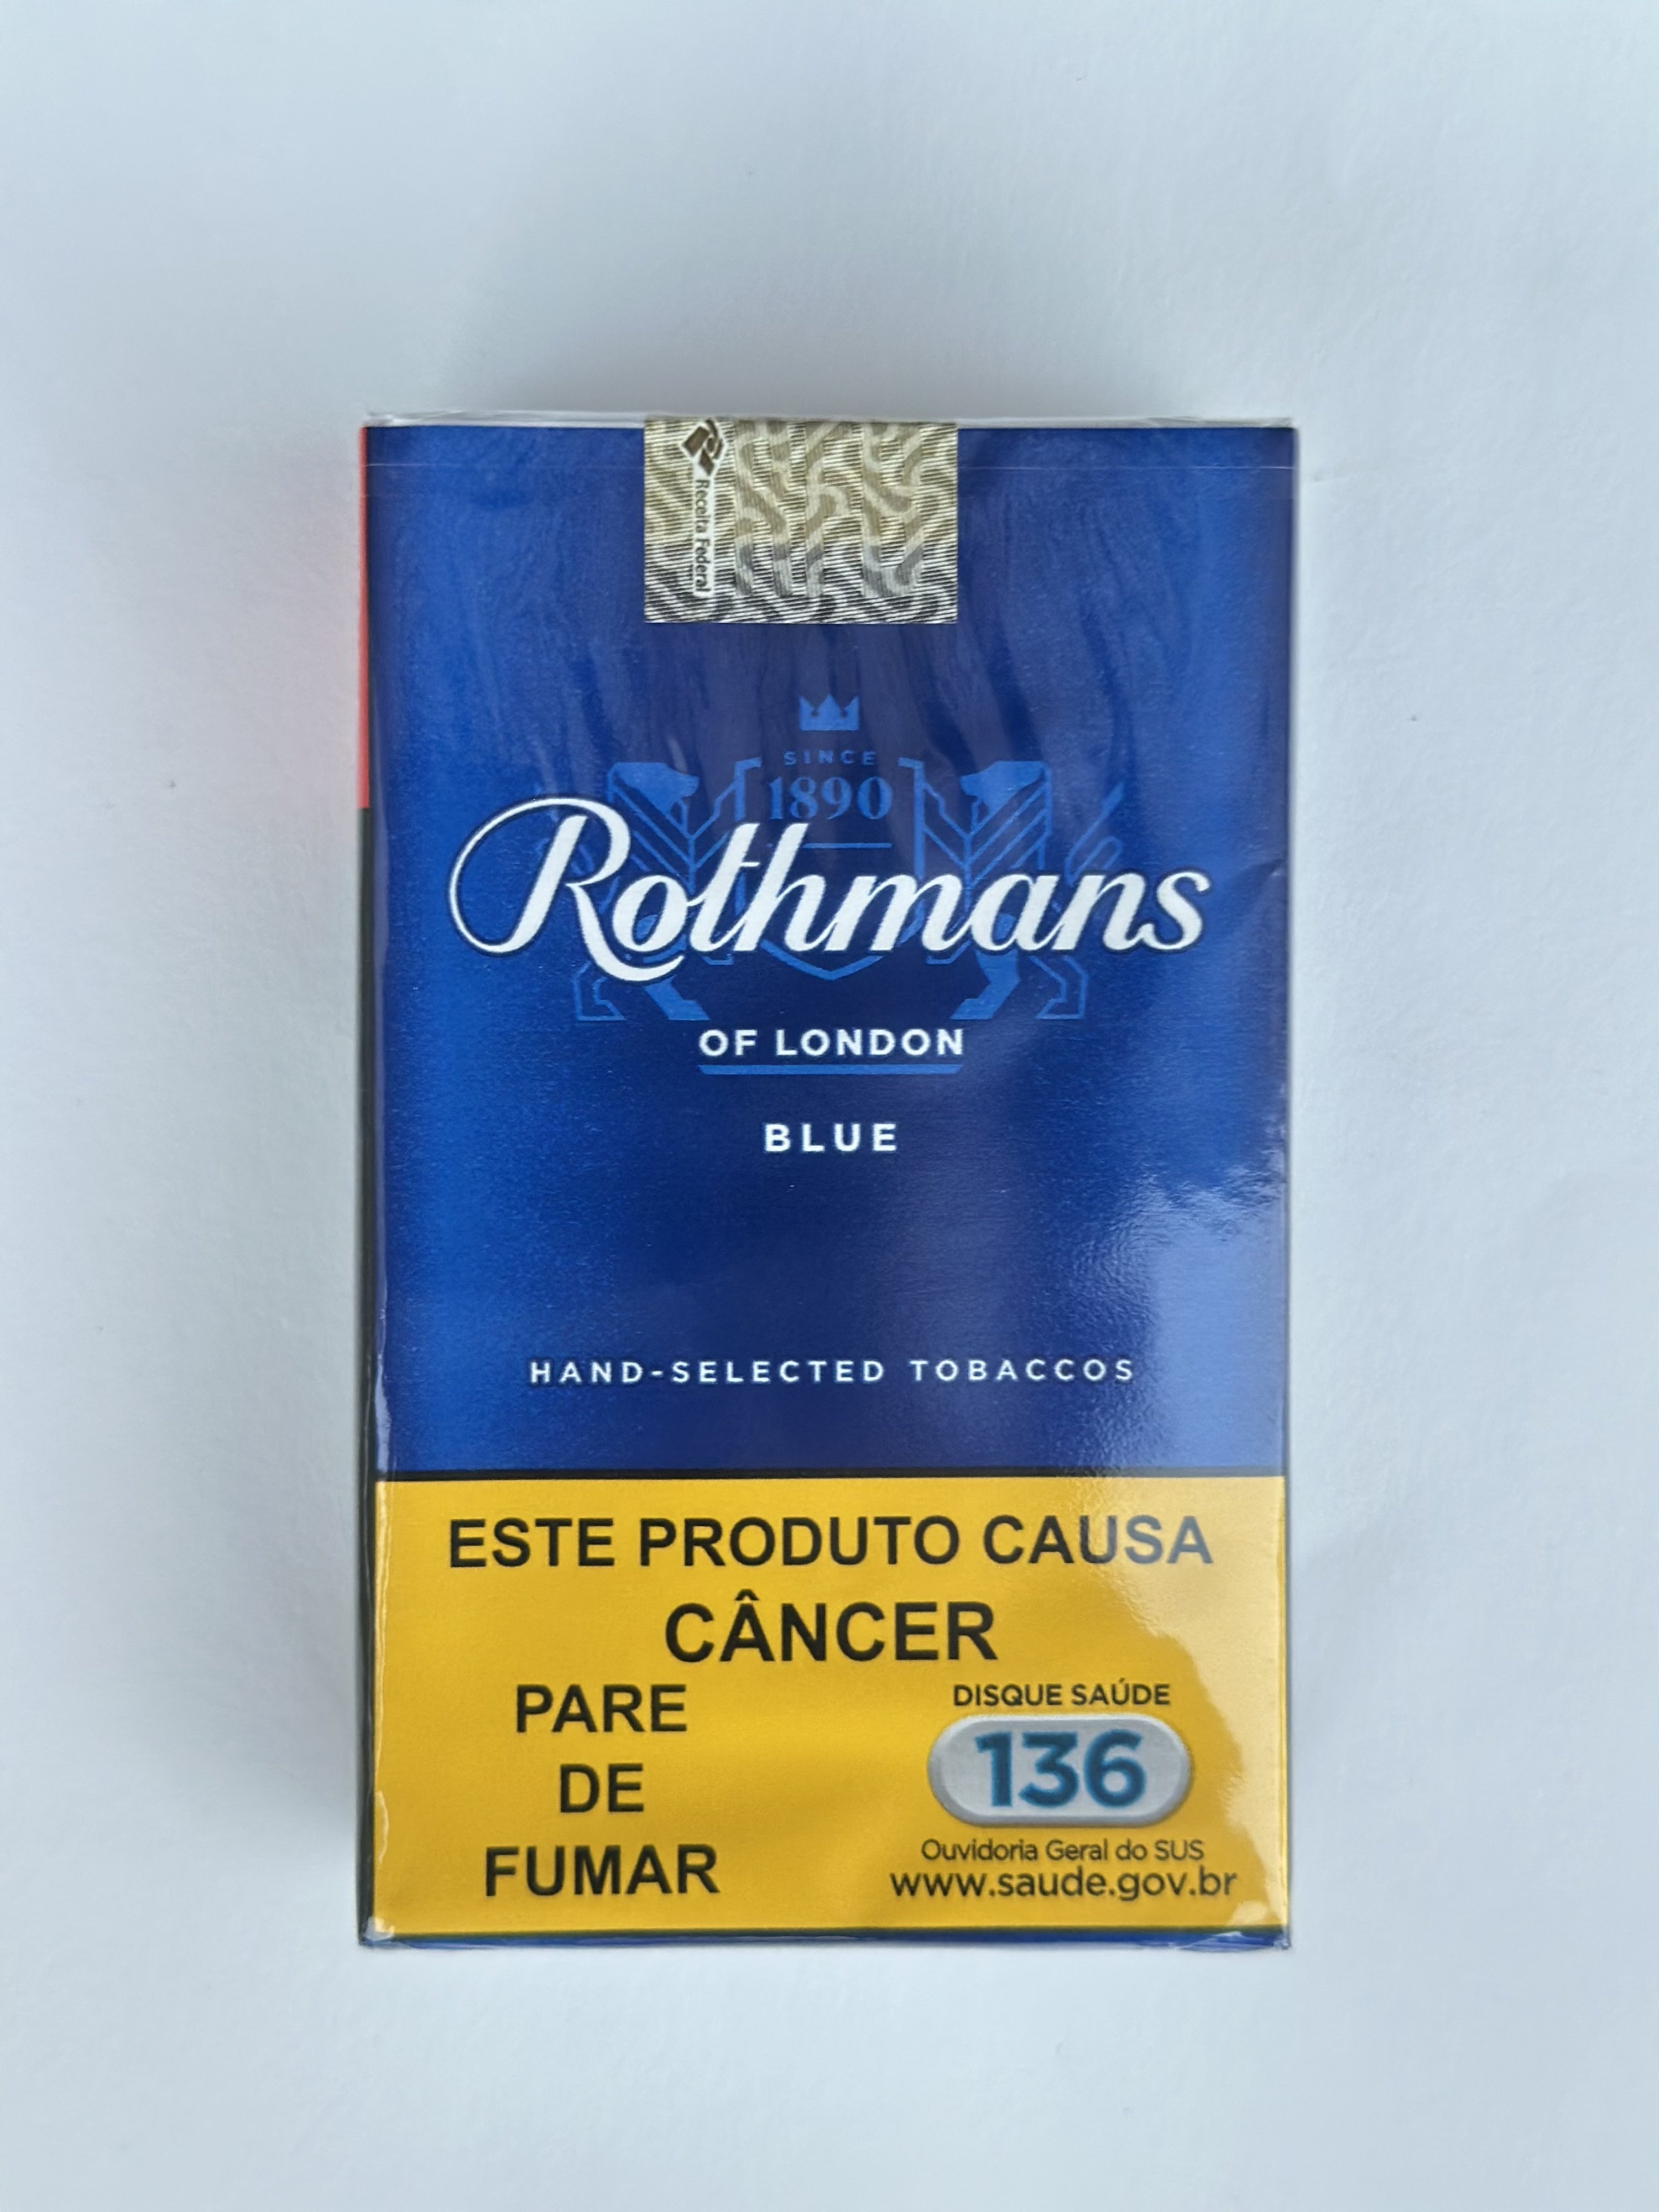 Receita Federal
SINCE
1890
Rothmans
OF LONDON
BLUE
HAND-SELECTED TOBACCOS
ESTE PRODUTO CAUSA
CÂNCER
PARE
DE
FUMAR
DISQUE SAÚDE
136
Ouvidoria Geral do SUS
www.saude.gov.br